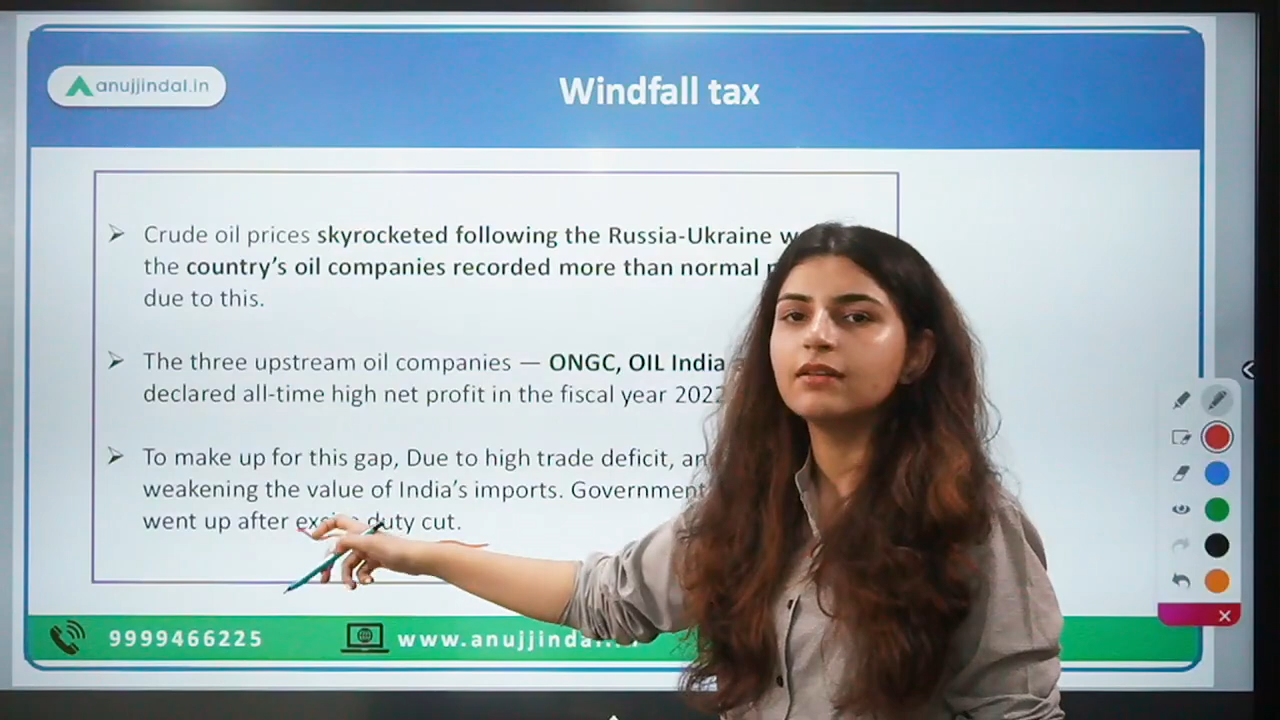 anujjindal.in
Windfall tax
Crude oil prices skyrocketed following the Russia-Ukraine
the country's oil companies recorded more than normal
due to this.
The three upstream oil companies — ONGC, OIL India
declared all-time high net profit in the fiscal year 2022
To make up for this gap, Due to high trade deficit,
weakening the value of India's imports. Government
went up after excise duty cut.
9999466225